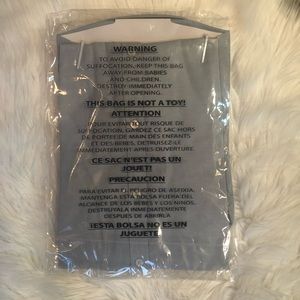 WARNING
TO AVOID DANGER OF
SUFFOCATION, KEEP THIS BAG
AWAY FROM BABIES
AND CHILDREN.
DESTROY IMMEDIATELY
AFTER OPENING.
THIS BAG IS NOT A TOY!
ATTENTION
POUR EVITAR TOUT RISQUE DE
SUFFOCATION, GARDEZ CE SAC HORS
DE PORTEE DE MAIN DES ENFANTS
ET DES BEBES, DETRUISEZ-LE
IMMEDIATEMENT APRES OUVERTURE.
CE SAC N'EST PAS UN
JOUET!
PRECAUCION
PARA EVITAR EL PELIGRO DE ASFIXIA,
MANTENGA ESTA BOLSA FUERA DEL
ALCANCE DE LOS BEBES Y LOS NINOS.
DESTRUYALA INMEDIATAMENTE
DESPUES DE ABRIRLA
!ESTA BOLSA NO ES UN
JUGUETE!